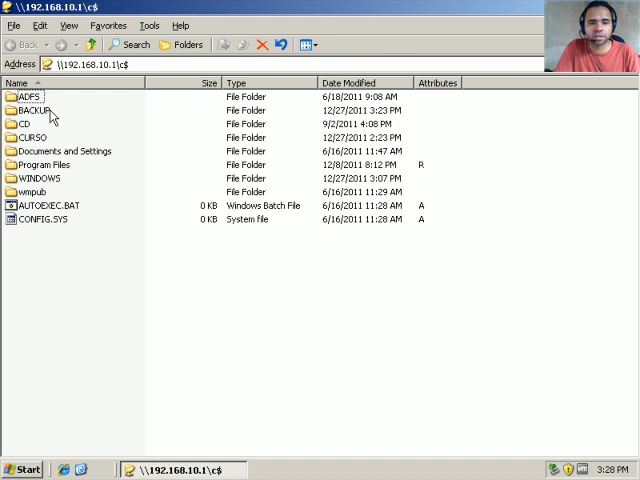 \\192.168.10.1\c$
File Edit View Favorites Tools Help
Back Search Folders
Address \\192.168.10.1\c$
Name Size Type Date Modified Attributes
ADFS File Folder 6/18/2011 9:08 AM
BACKUP File Folder 12/27/2011 3:23 PM
CD File Folder 9/2/2011 4:08 PM
CURSO File Folder 12/27/2011 2:23 PM
Documents and Settings File Folder 6/16/2011 11:47 AM
Program Files File Folder 12/8/2011 8:12 PM R
WINDOWS File Folder 12/27/2011 3:07 PM
wmpub File Folder 6/16/2011 11:29 AM
AUTOEXEC.BAT 0 KB Windows Batch File 6/16/2011 11:28 AM A
CONFIG.SYS 0 KB System file 6/16/2011 11:28 AM A
Start \\192.168.10.1\c$ 3:28 PM